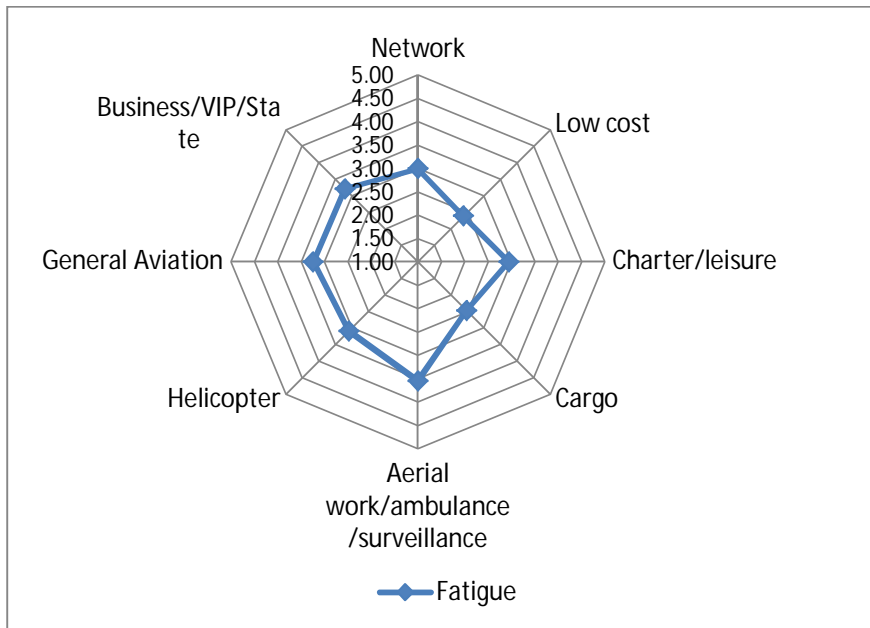 Network
5.00
4.50
4.00
3.50
3.00
2.50
2.00
1.50
1.00
Low cost
Charter/leisure
Cargo
Aerial
work/ambulance
/surveillance
Helicopter
General Aviation
Business/VIP/Sta
te
Fatigue